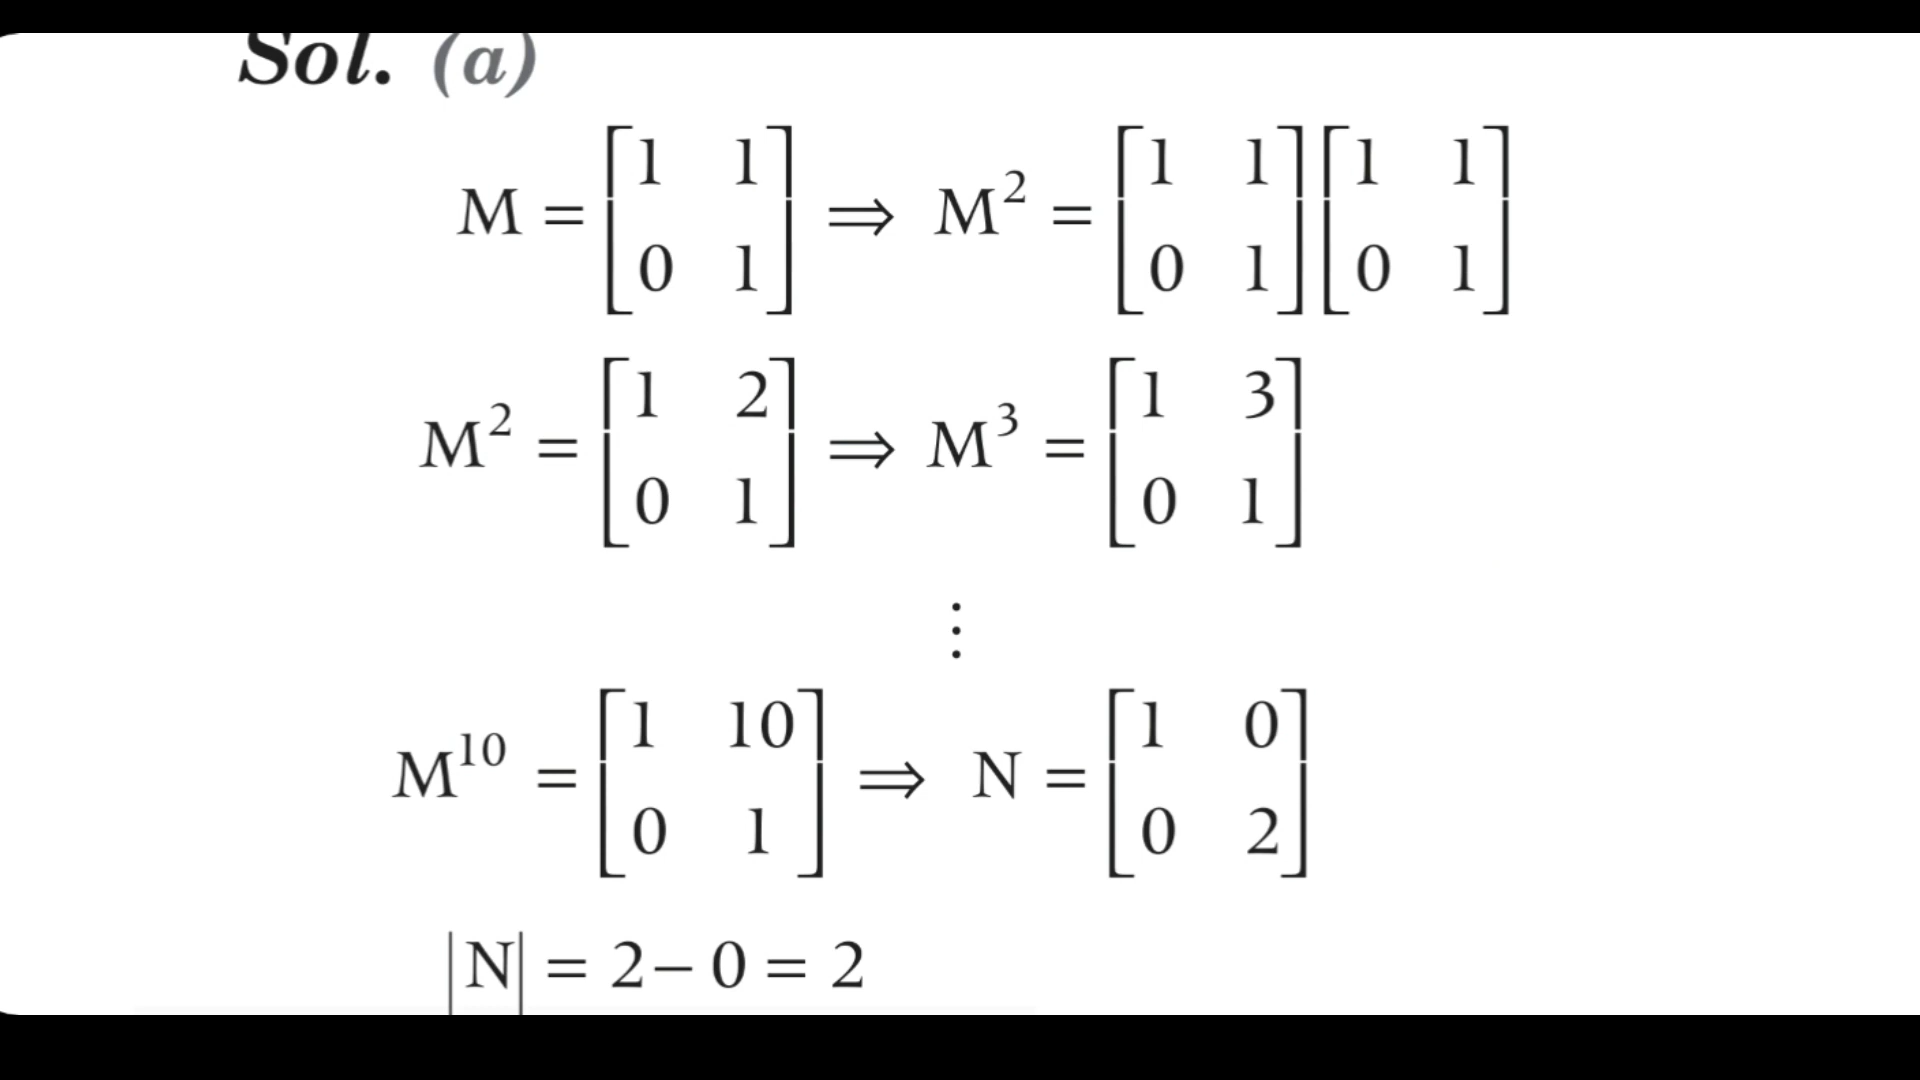 Sol. (a)
M = [1 1; 0 1] ⇒ M² = [1 1; 0 1] [1 1; 0 1]
M² = [1 2; 0 1] ⇒ M³ = [1 3; 0 1]
⋮
M¹⁰ = [1 10; 0 1] ⇒ N = [1 0; 0 2]
|N| = 2 – 0 = 2